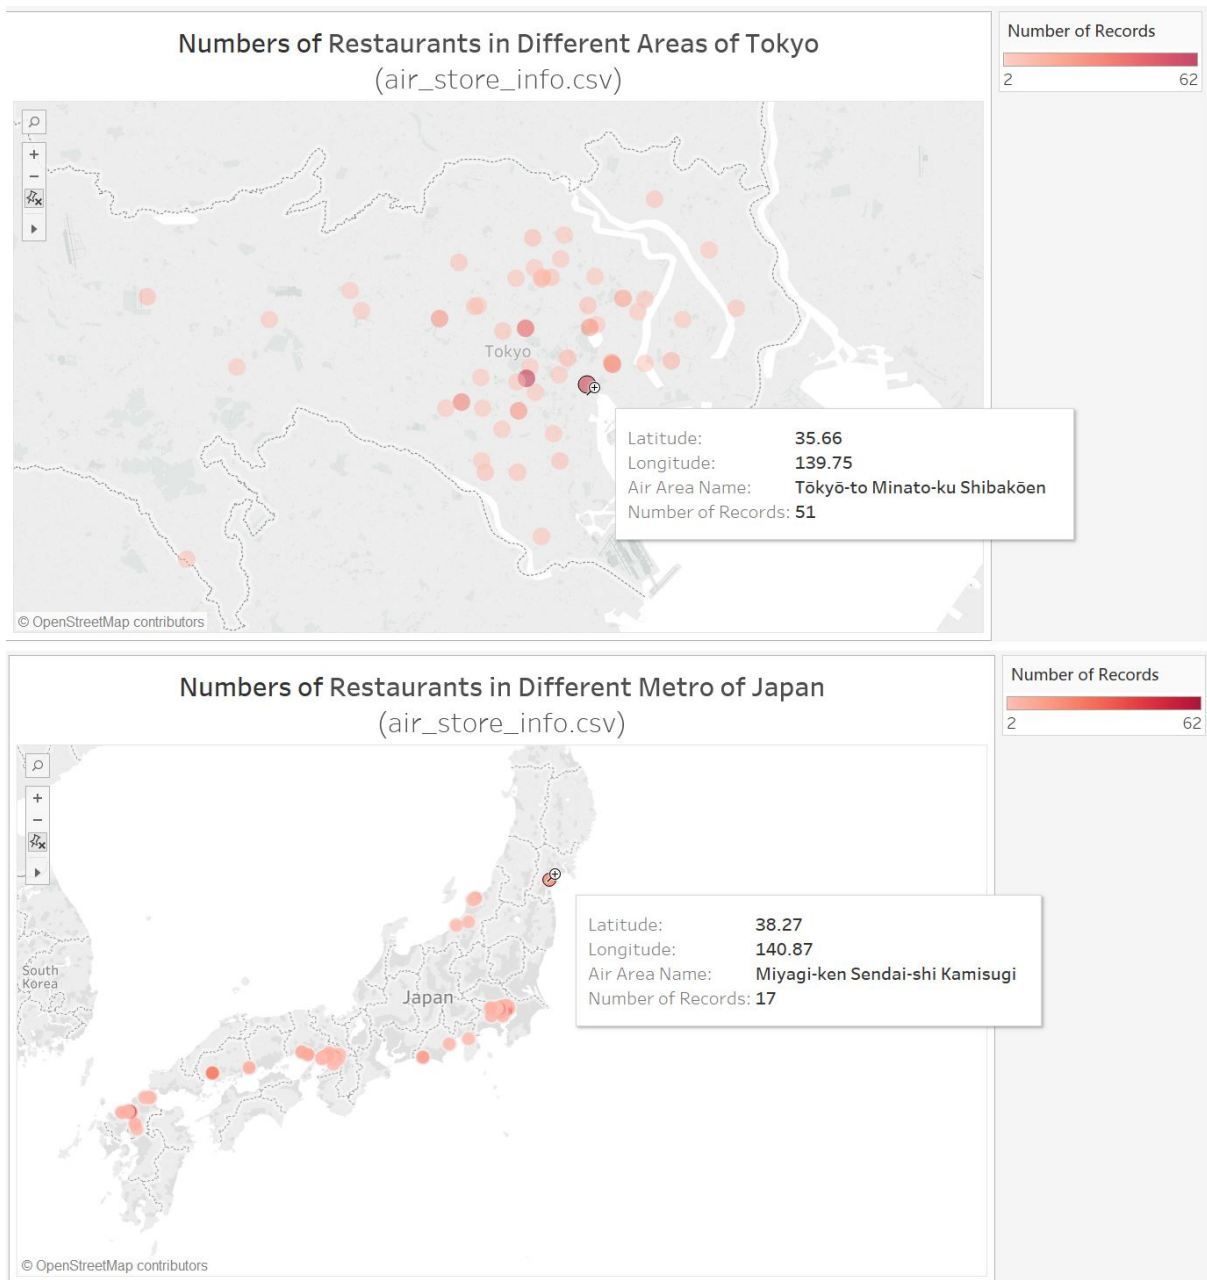 Numbers of Restaurants in Different Areas of Tokyo
(air_store_info.csv)
Number of Records
2 62
+
−
Tokyo
Latitude: 35.66
Longitude: 139.75
Air Area Name: Tōkyō-to Minato-ku Shibakōen
Number of Records: 51
© OpenStreetMap contributors
Numbers of Restaurants in Different Metro of Japan
(air_store_info.csv)
Number of Records
2 62
+
−
Latitude: 38.27
Longitude: 140.87
Air Area Name: Miyagi-ken Sendai-shi Kamisugi
Number of Records: 17
South
Korea
Japan
© OpenStreetMap contributors